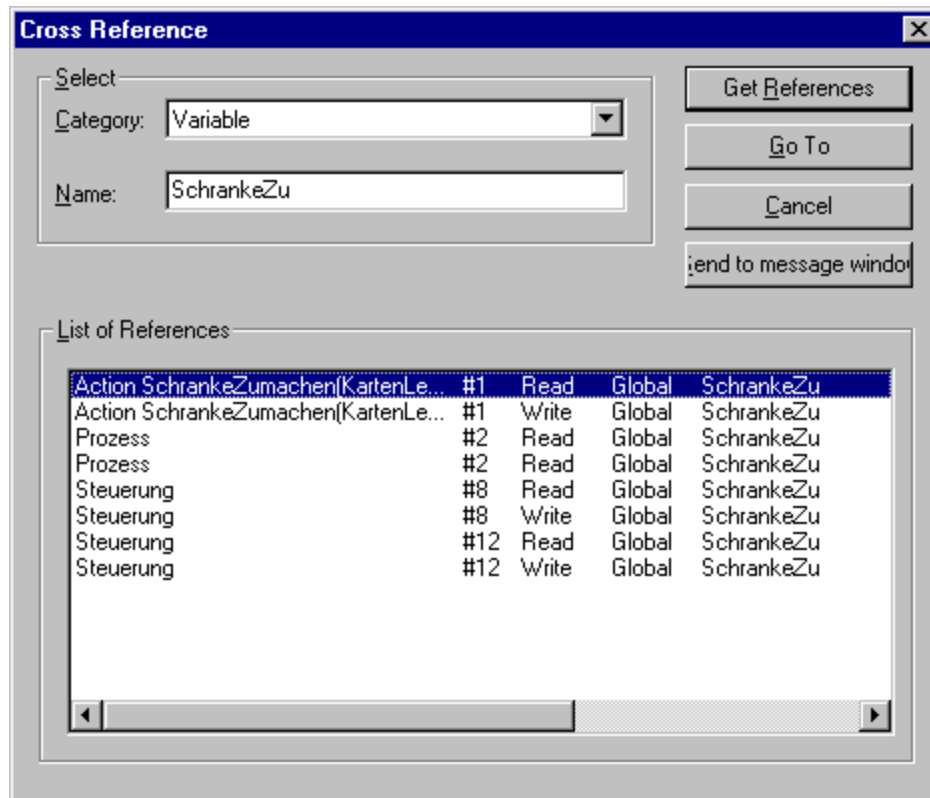 Cross Reference
Select
Category: Variable
Name: SchrankeZu
Get References
Go To
Cancel
end to message windo
List of References
Action SchrankeZumachen(KartenLe... #1 Read Global SchrankeZu
Action SchrankeZumachen(KartenLe... #1 Write Global SchrankeZu
Prozess #2 Read Global SchrankeZu
Prozess #2 Read Global SchrankeZu
Steuerung #8 Read Global SchrankeZu
Steuerung #8 Write Global SchrankeZu
Steuerung #12 Read Global SchrankeZu
Steuerung #12 Write Global SchrankeZu